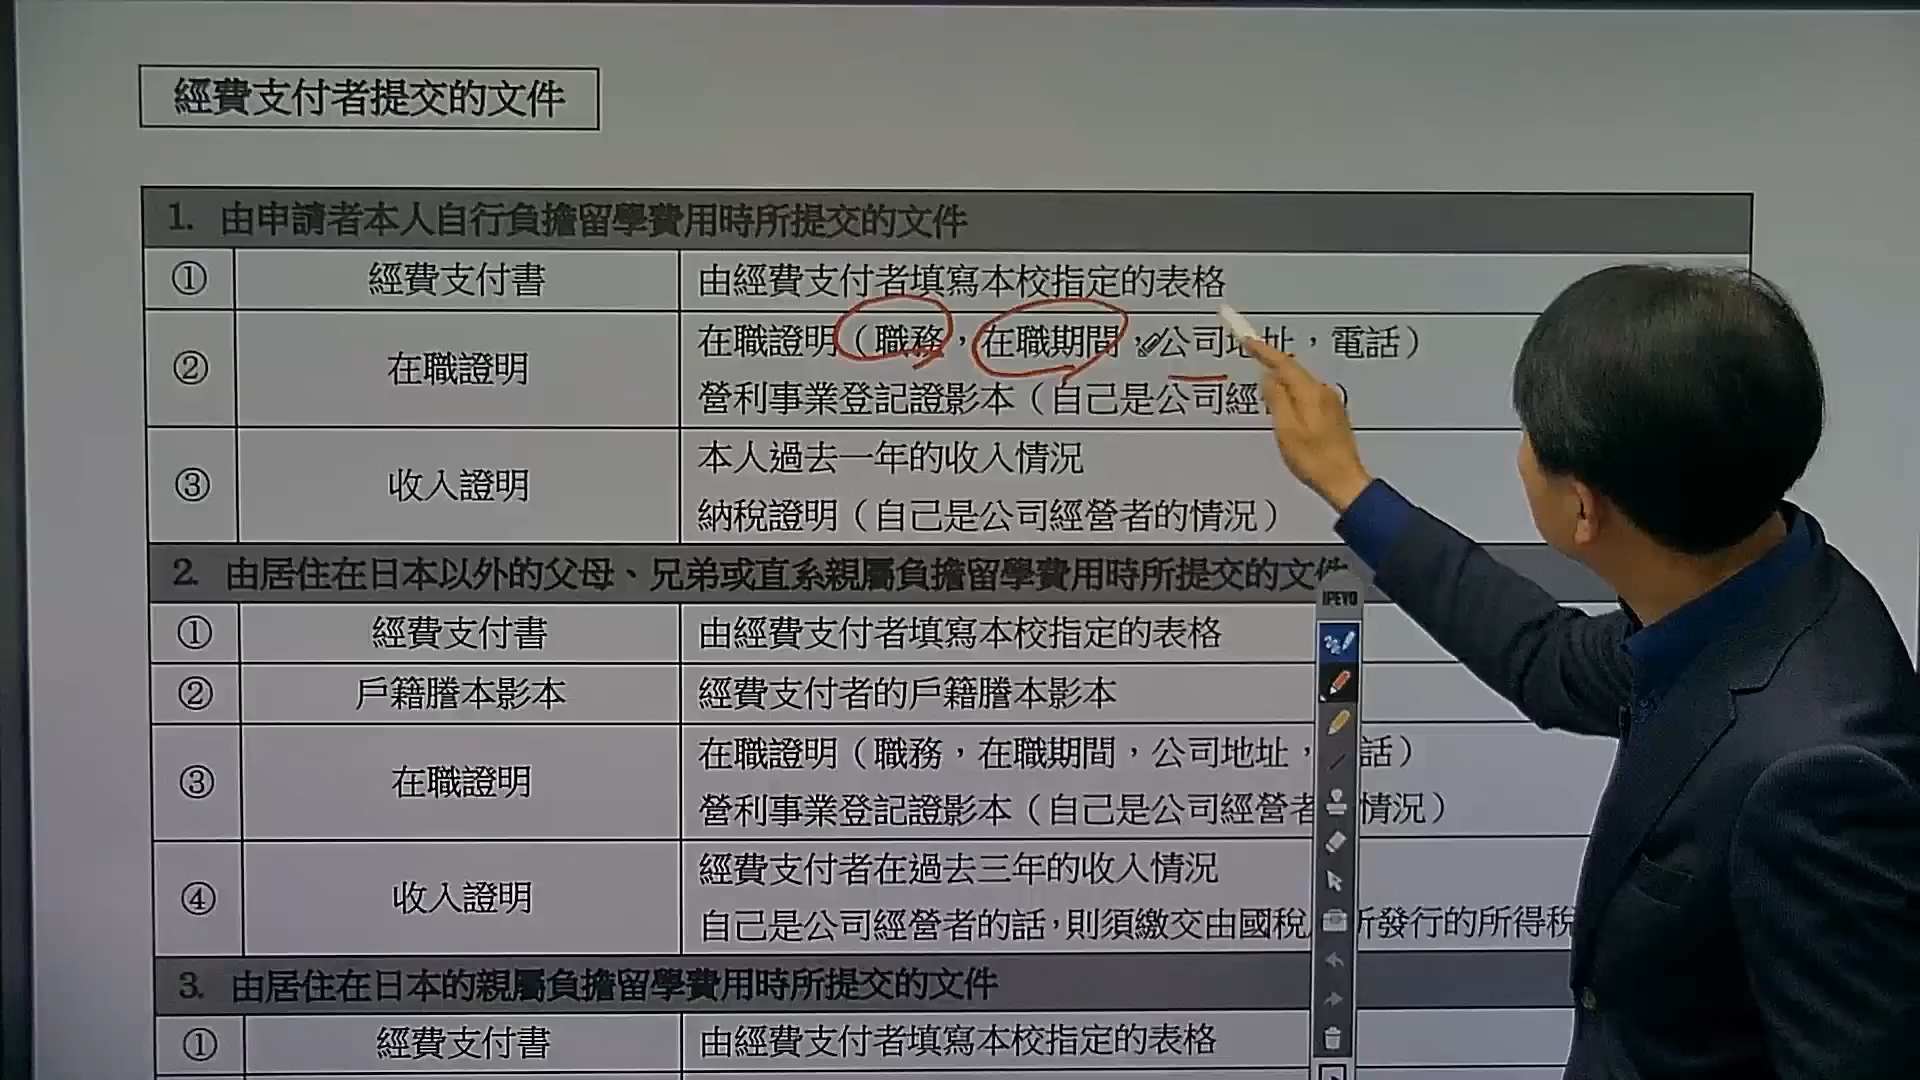 經費支付者提交的文件
1. 由申請者本人自行負擔留學費用時所提交的文件
① 經費支付書 由經費支付者填寫本校指定的表格
② 在職證明 在職證明（職務，在職期間，公司地址，電話）
營利事業登記證影本（自己是公司經
③ 收入證明 本人過去一年的收入情況
納稅證明（自己是公司經營者的情況）
2. 由居住在日本以外的父母、兄弟或直系親屬負擔留學費用時所提交的文件
IPEVO
① 經費支付書 由經費支付者填寫本校指定的表格
② 戶籍謄本影本 經費支付者的戶籍謄本影本
③ 在職證明 在職證明（職務，在職期間，公司地址， 話）
營利事業登記證影本（自己是公司經營者 情況）
④ 收入證明 經費支付者在過去三年的收入情況
自己是公司經營者的話，則須繳交由國稅 所發行的所得稅
3. 由居住在日本的親屬負擔留學費用時所提交的文件
① 經費支付書 由經費支付者填寫本校指定的表格